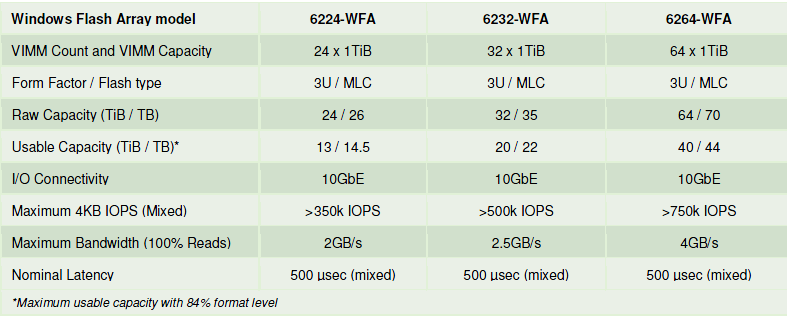 Windows Flash Array model 6224-WFA 6232-WFA 6264-WFA
VIMM Count and VIMM Capacity 24 x 1TiB 32 x 1TiB 64 x 1TiB
Form Factor / Flash type 3U / MLC 3U / MLC 3U / MLC
Raw Capacity (TiB / TB) 24 / 26 32 / 35 64 / 70
Usable Capacity (TiB / TB)* 13 / 14.5 20 / 22 40 / 44
I/O Connectivity 10GbE 10GbE 10GbE
Maximum 4KB IOPS (Mixed) >350k IOPS >500k IOPS >750k IOPS
Maximum Bandwidth (100% Reads) 2GB/s 2.5GB/s 4GB/s
Nominal Latency 500 µsec (mixed) 500 µsec (mixed) 500 µsec (mixed)
*Maximum usable capacity with 84% format level